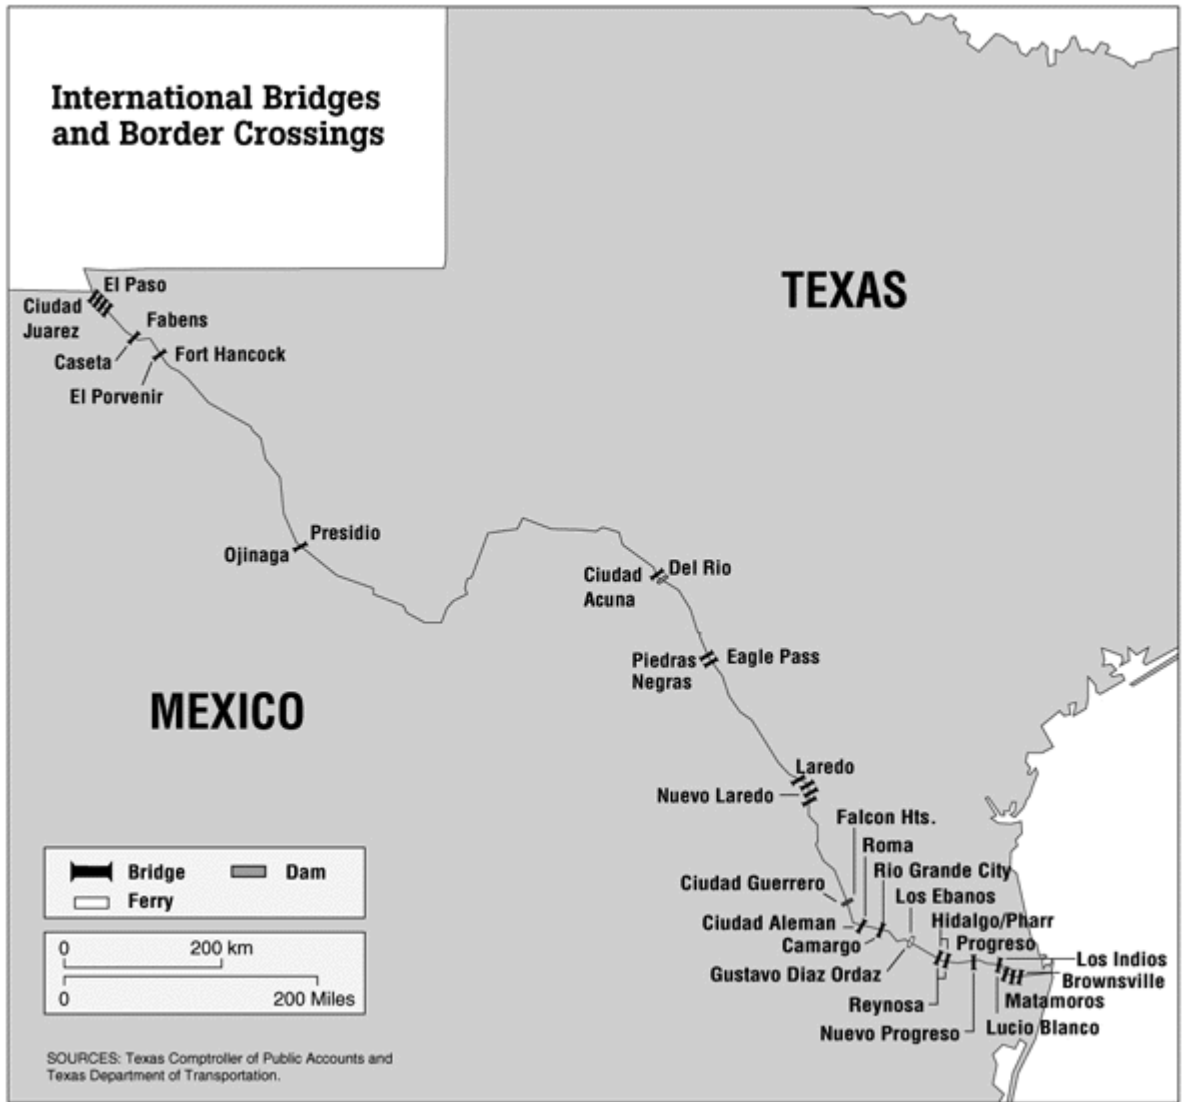 International Bridges
and Border Crossings
TEXAS
El Paso
Ciudad
Juarez
Fabens
Caseta
Fort Hancock
El Porvenir
Presidio
Ojinaga
Del Rio
Ciudad
Acuna
Eagle Pass
Piedras
Negras
MEXICO
Laredo
Nuevo Laredo
Falcon Hts.
Roma
Rio Grande City
Ciudad Guerrero
Los Ebanos
Hidalgo/Pharr
Ciudad Aleman
Camargo
Progreso
Los Indios
Gustavo Diaz Ordaz
Brownsville
Reynosa
Matamoros
Nuevo Progreso
Lucio Blanco
Bridge
Dam
Ferry
0 200 km
0 200 Miles
SOURCES: Texas Comptroller of Public Accounts and
Texas Department of Transportation.